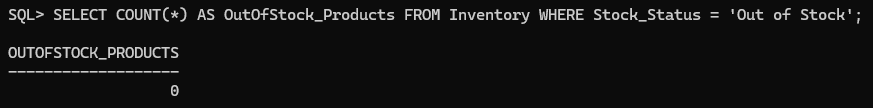 SQL> SELECT COUNT(*) AS OutOfStock_Products FROM Inventory WHERE Stock_Status = 'Out of Stock';
OUTOFSTOCK_PRODUCTS
-------------------
0